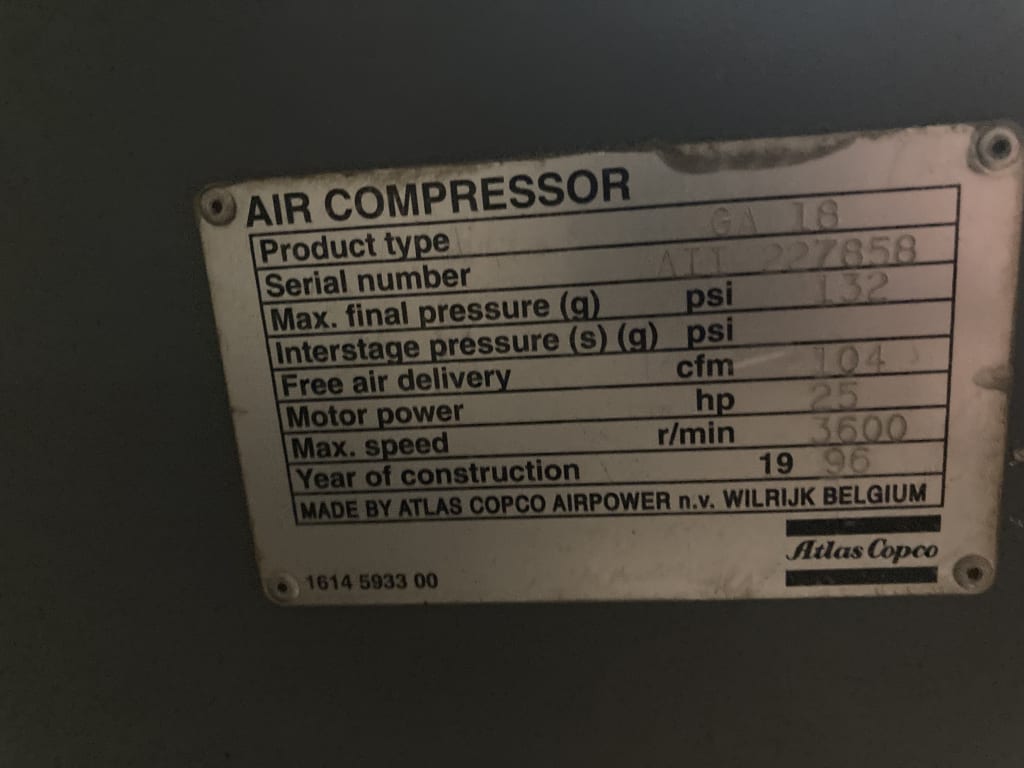 AIR COMPRESSOR
Product type GA 18
Serial number AII 227858
Max. final pressure (g) psi 132
Interstage pressure (s) (g) psi
Free air delivery cfm 104
Motor power hp 25
Max. speed r/min 3600
Year of construction 19 96
MADE BY ATLAS COPCO AIRPOWER n.v. WILRIJK BELGIUM
Atlas Copco
1614 5933 00